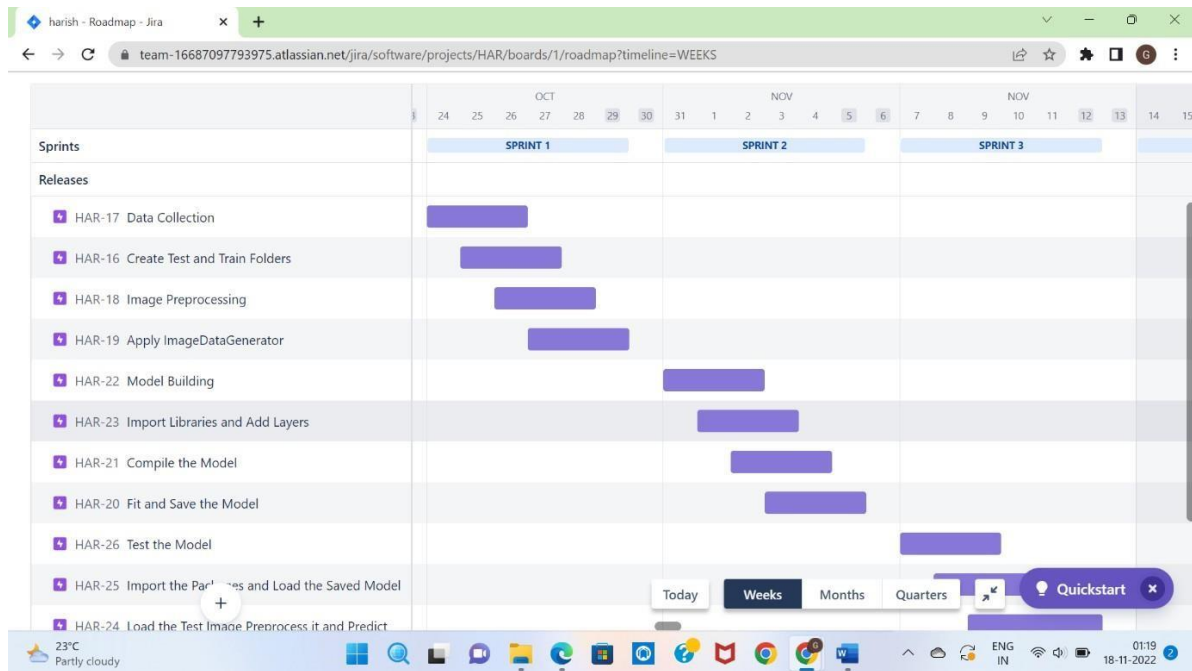 harish - Roadmap - Jira
team-16687097793975.atlassian.net/jira/software/projects/HAR/boards/1/roadmap?timeline=WEEKS
G
OCT NOV NOV
24 25 26 27 28 29 30 31 1 2 3 4 5 6 7 8 9 10 11 12 13 14 15
Sprints SPRINT 1 SPRINT 2 SPRINT 3
Releases
HAR-17 Data Collection
HAR-16 Create Test and Train Folders
HAR-18 Image Preprocessing
HAR-19 Apply ImageDataGenerator
HAR-22 Model Building
HAR-23 Import Libraries and Add Layers
HAR-21 Compile the Model
HAR-20 Fit and Save the Model
HAR-26 Test the Model
HAR-25 Import the and Load the Saved Model
Today Weeks Months Quarters Quickstart
HAR-24 Load the Test Image Preprocess it and Predict
23°C
Partly cloudy
ENG
IN
01:19
18-11-2022
2